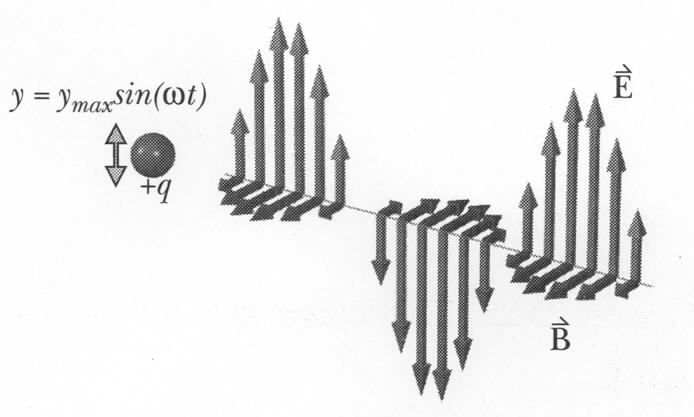 y = y_max sin(ωt)
+q
E⃗
B⃗